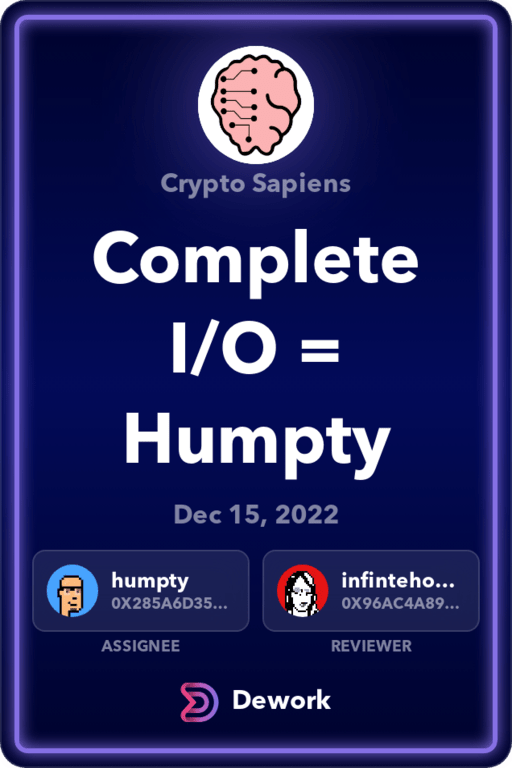 Crypto Sapiens
Complete
I/O =
Humpty
Dec 15, 2022
humpty
0X285A6D35...
infinteho...
0X96AC4A89...
ASSIGNEE
REVIEWER
Dework